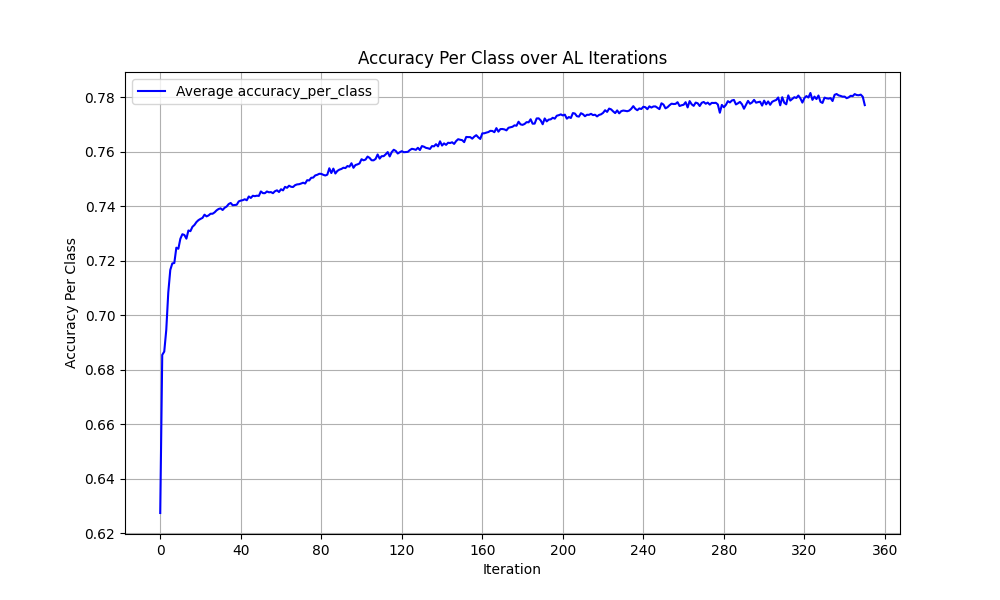 Accuracy Per Class over AL Iterations
Average accuracy_per_class
Accuracy Per Class
0.78
0.76
0.74
0.72
0.70
0.68
0.66
0.64
0.62
0 40 80 120 160 200 240 280 320 360
Iteration